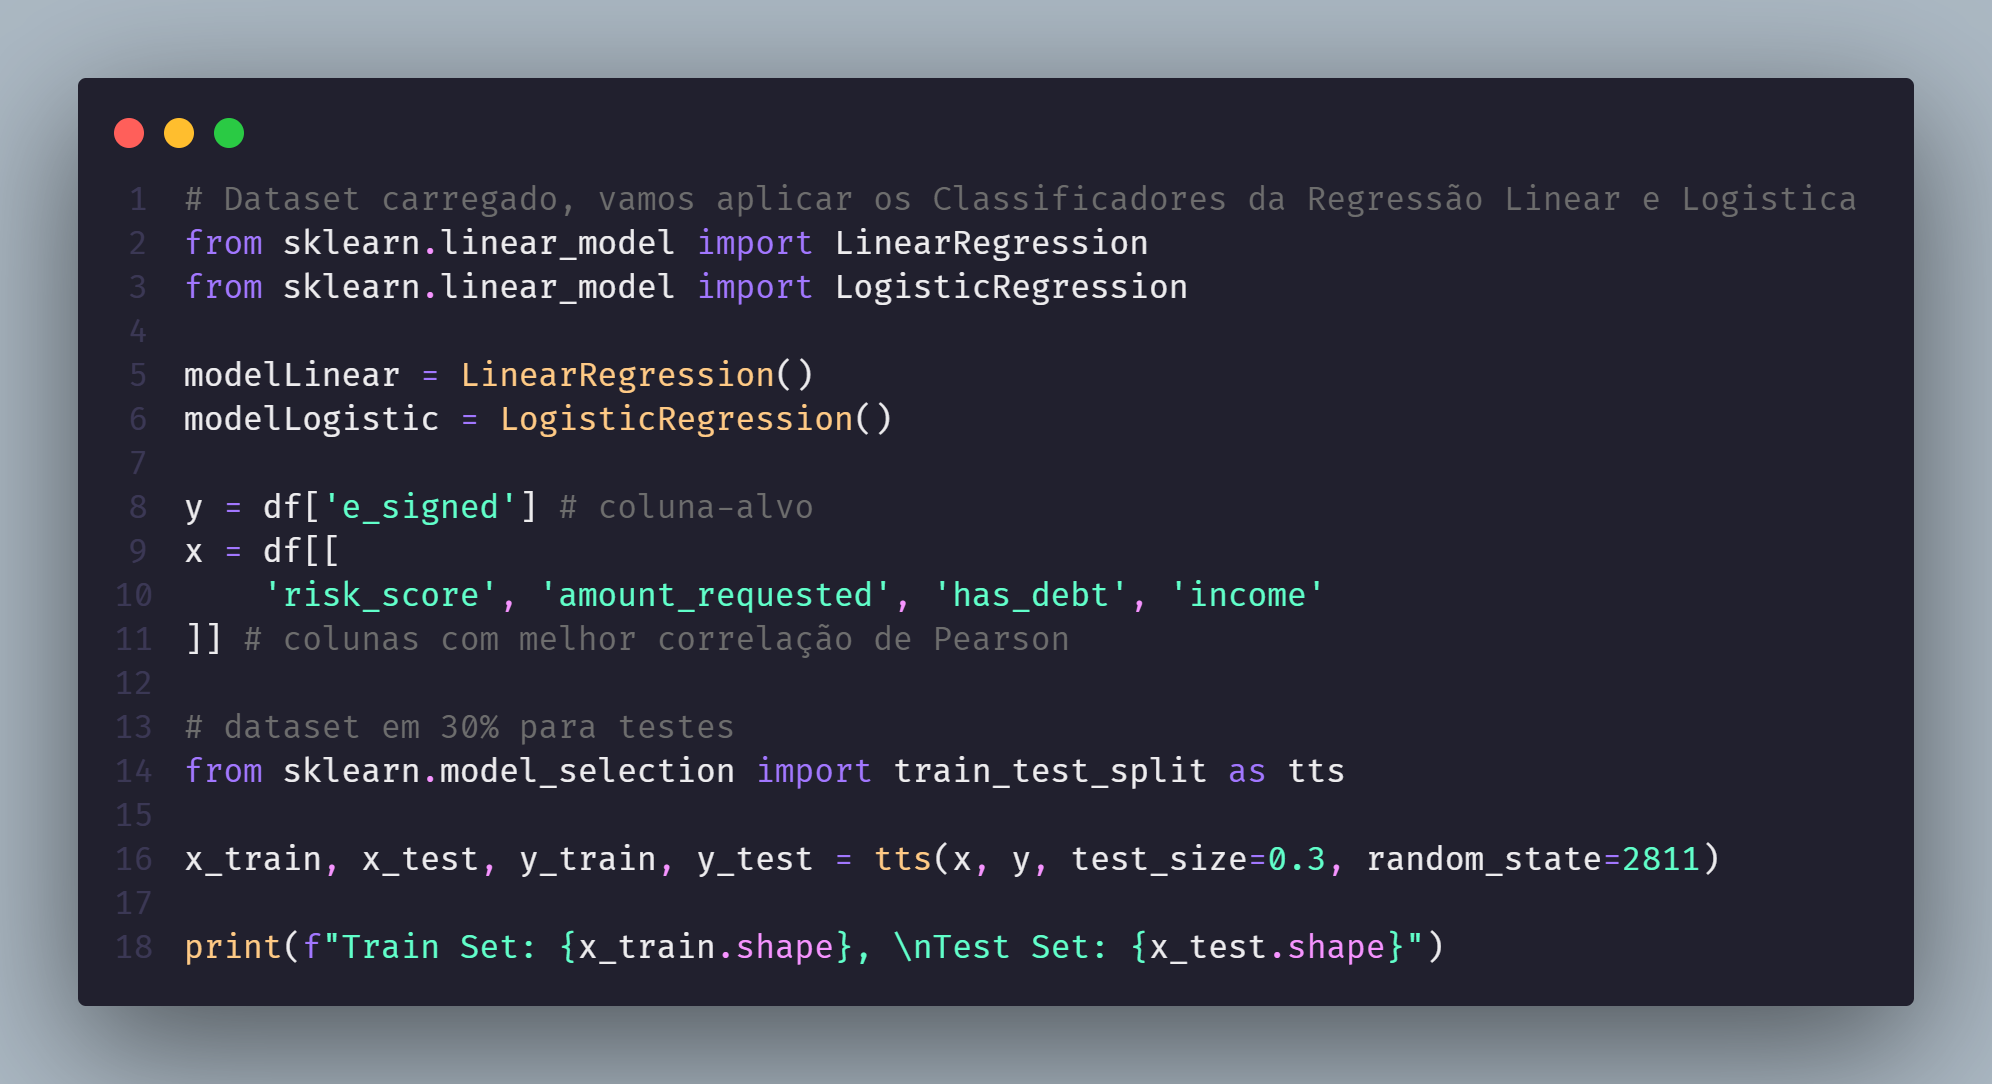 1 # Dataset carregado, vamos aplicar os Classificadores da Regressão Linear e Logistica
2 from sklearn.linear_model import LinearRegression
3 from sklearn.linear_model import LogisticRegression
4
5 modelLinear = LinearRegression()
6 modelLogistic = LogisticRegression()
7
8 y = df['e_signed'] # coluna-alvo
9 x = df[[
10     'risk_score', 'amount_requested', 'has_debt', 'income'
11 ]] # colunas com melhor correlação de Pearson
12
13 # dataset em 30% para testes
14 from sklearn.model_selection import train_test_split as tts
15
16 x_train, x_test, y_train, y_test = tts(x, y, test_size=0.3, random_state=2811)
17
18 print(f"Train Set: {x_train.shape}, \nTest Set: {x_test.shape}")